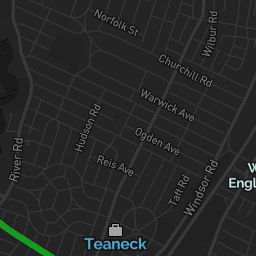 Norfolk St
Wilbur Rd
Churchill Rd
Warwick Ave
Hudson Rd
Ogden Ave
River Rd
Reis Ave
Taft Rd
Windsor Rd
W
Engl
Teaneck